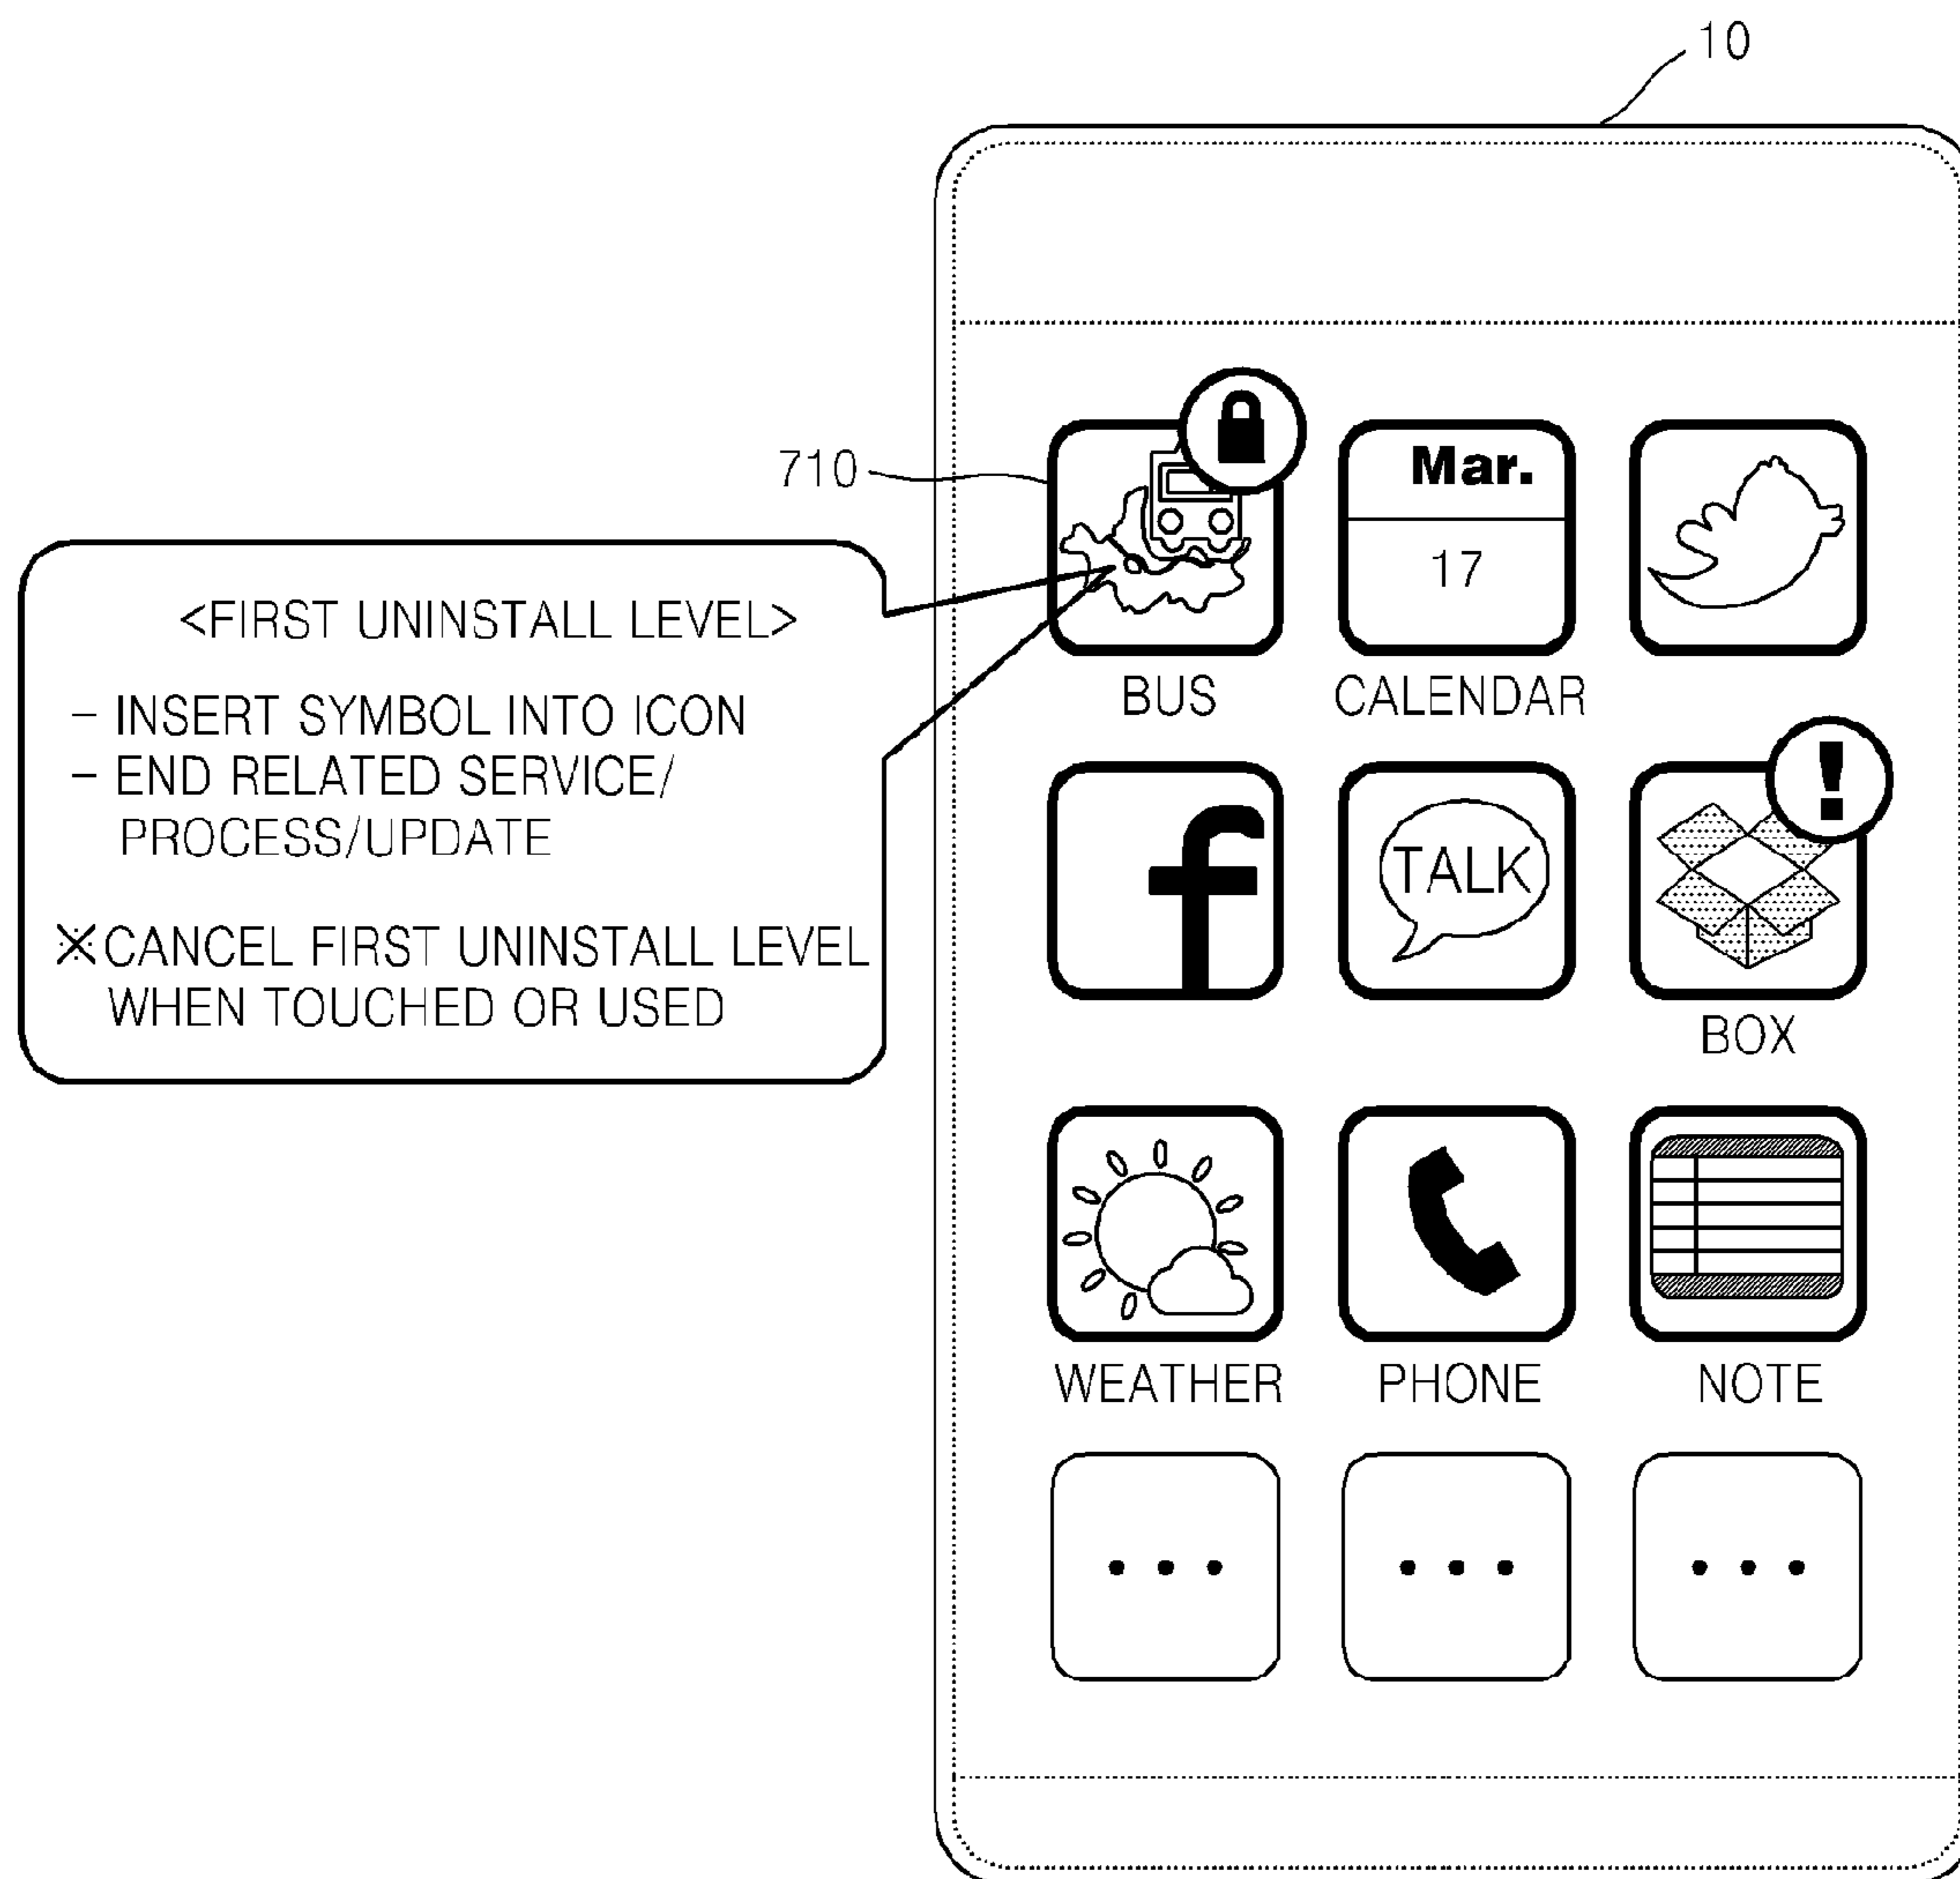 10
710
Mar.
17
<FIRST UNINSTALL LEVEL>
– INSERT SYMBOL INTO ICON
– END RELATED SERVICE/
PROCESS/UPDATE
※CANCEL FIRST UNINSTALL LEVEL
WHEN TOUCHED OR USED
BUS
CALENDAR
!
f
TALK
BOX
WEATHER
PHONE
NOTE
• • •
• • •
• • •